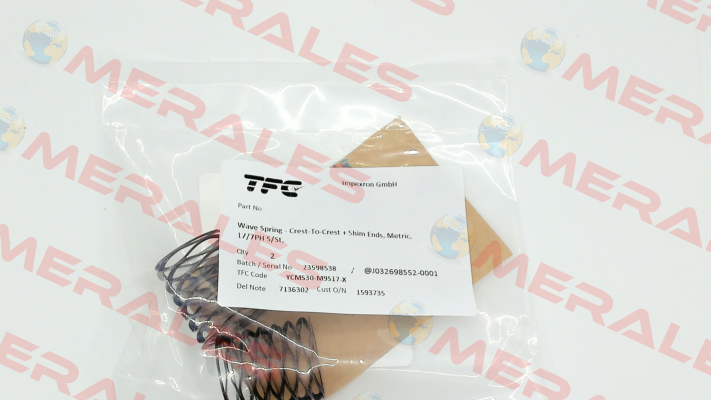 TFC
Impexron GmbH
Part No
Wave Spring - Crest-To-Crest + Shim Ends, Metric,
17/7PH S/St.
Qty 2
Batch / Serial No 23598538 / @J032698552-0001
TFC Code YCMS30-M9S17-X
Del Note 7136302 Cust O/N 1593735
MERALES
MERALES
MERALES
MERALES
MERALES
MERALES